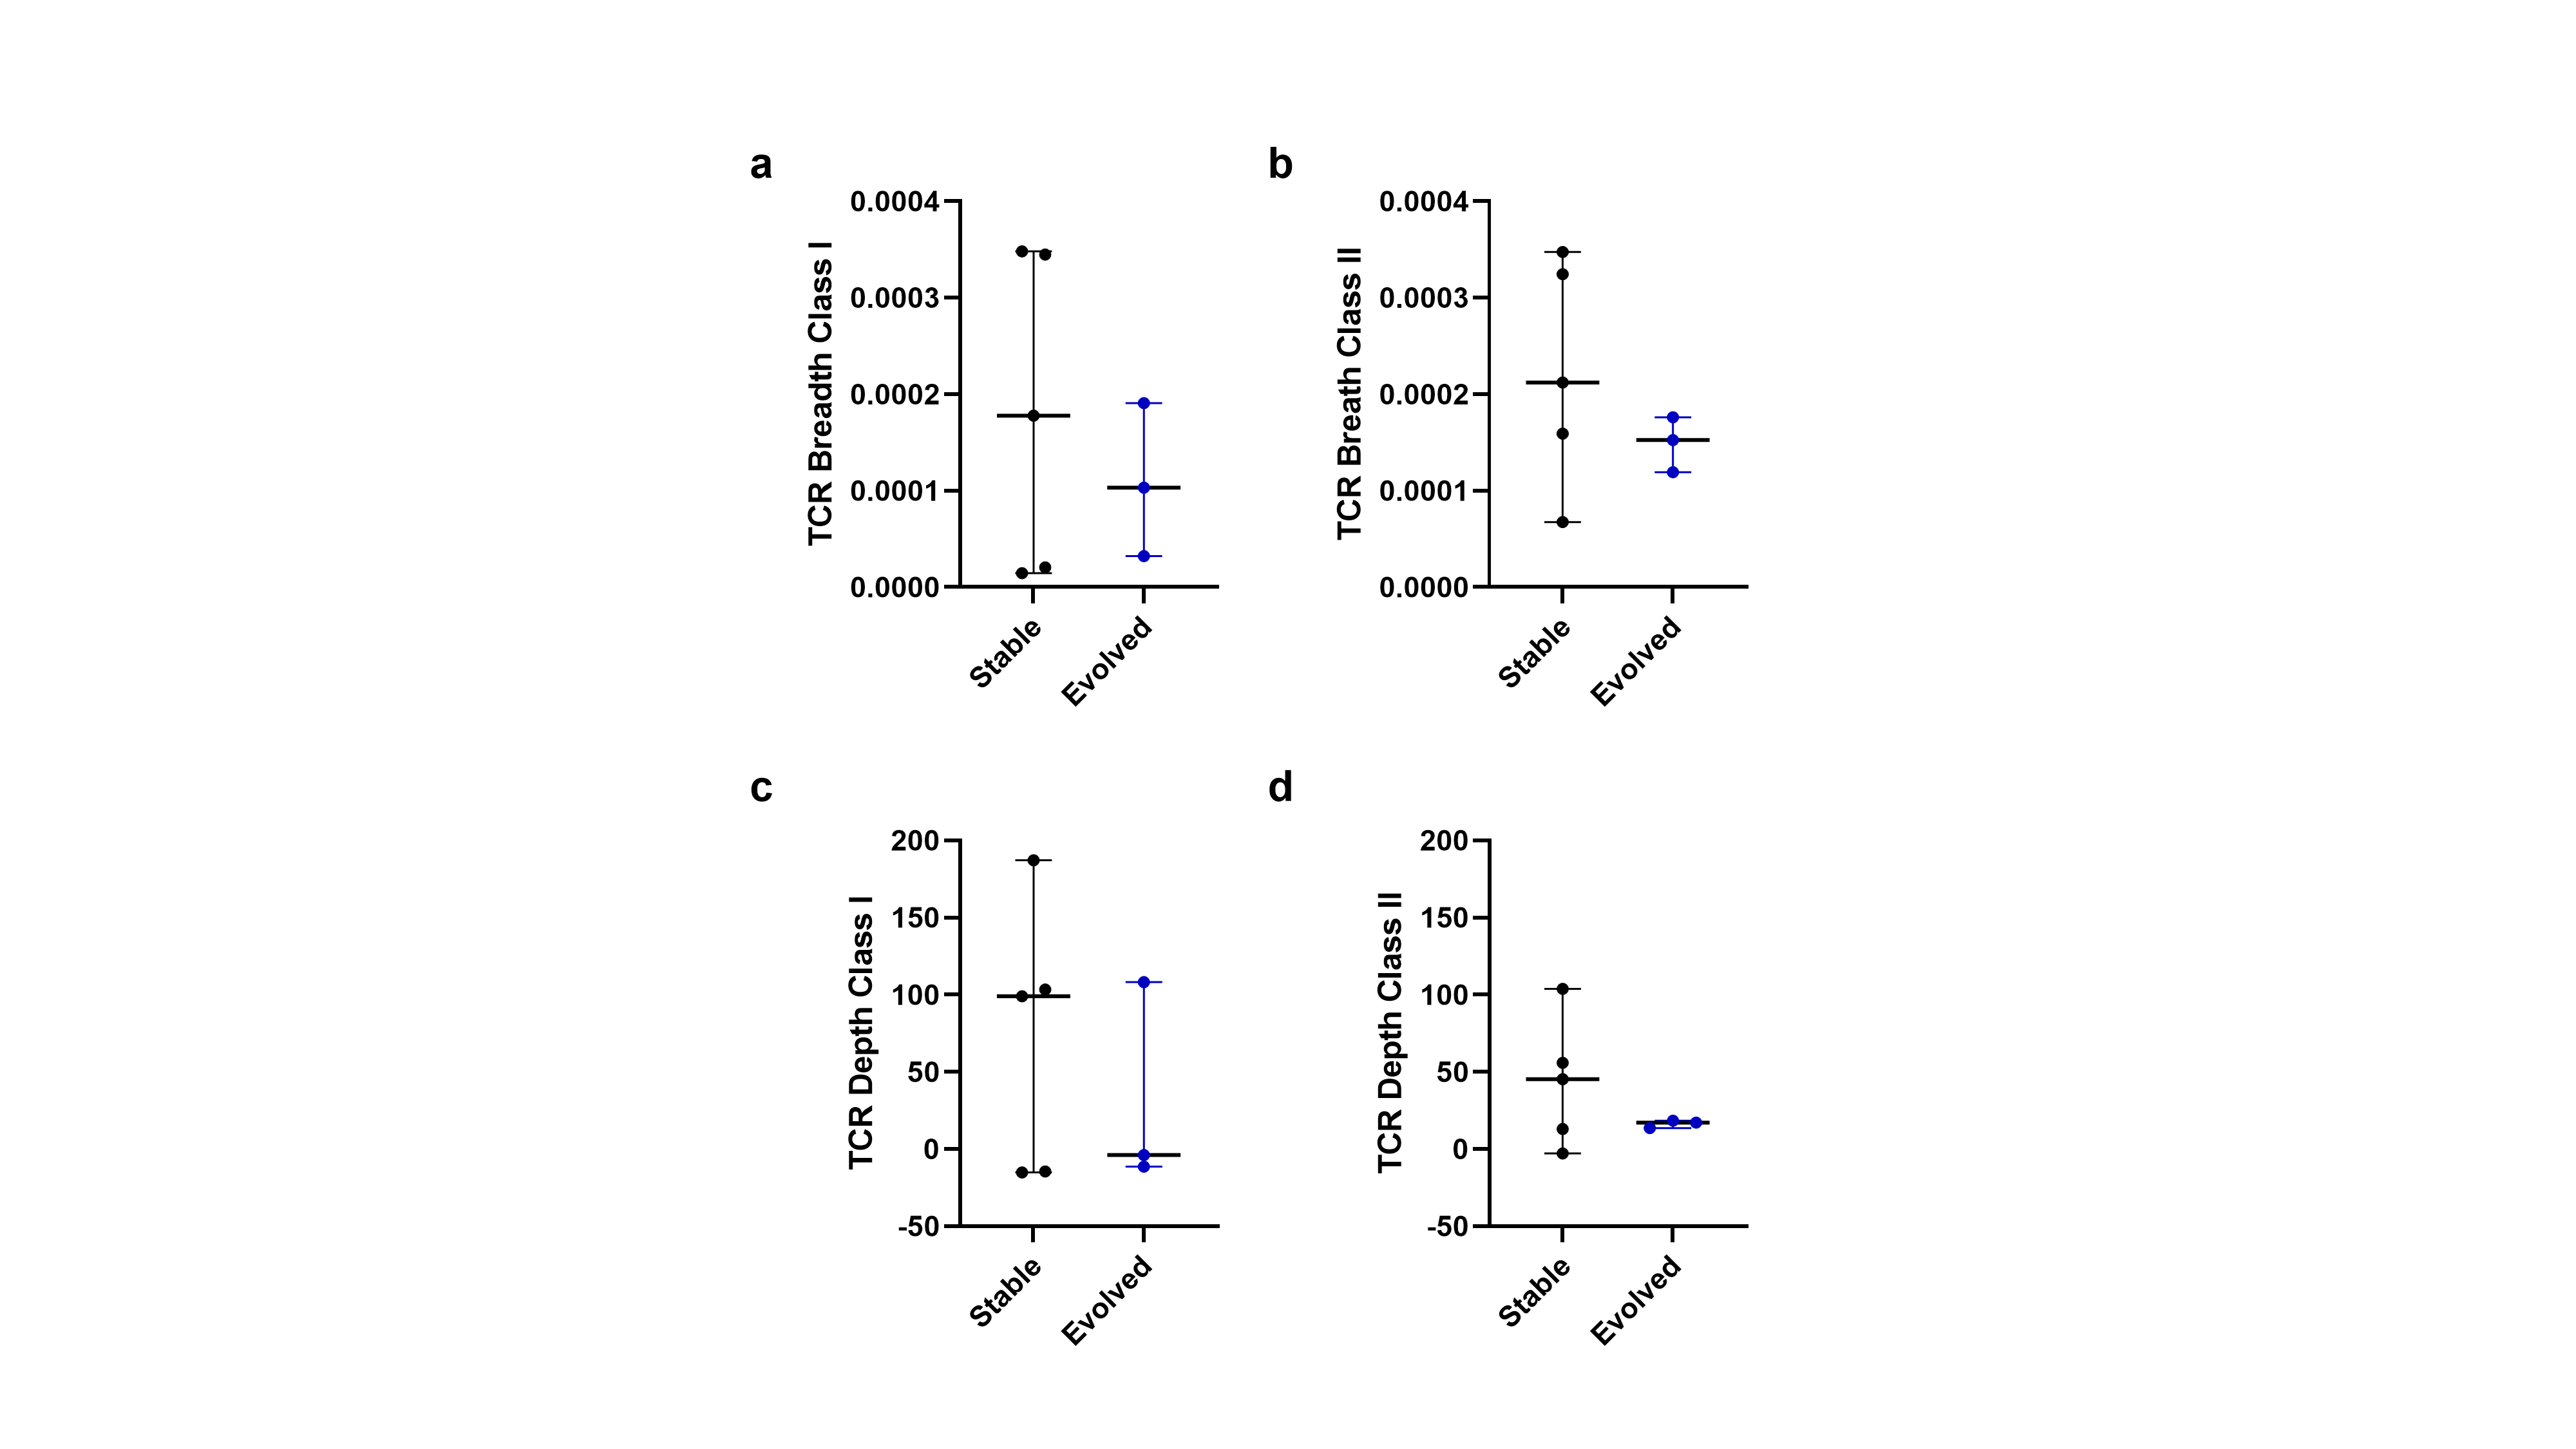 a
0.0004
0.0003
0.0002
0.0001
0.0000
TCR Breadth Class I
Stable
Evolved
b
0.0004
0.0003
0.0002
0.0001
0.0000
TCR Breath Class II
Stable
Evolved
c
200
150
100
50
0
-50
TCR Depth Class I
Stable
Evolved
d
200
150
100
50
0
-50
TCR Depth Class II
Stable
Evolved